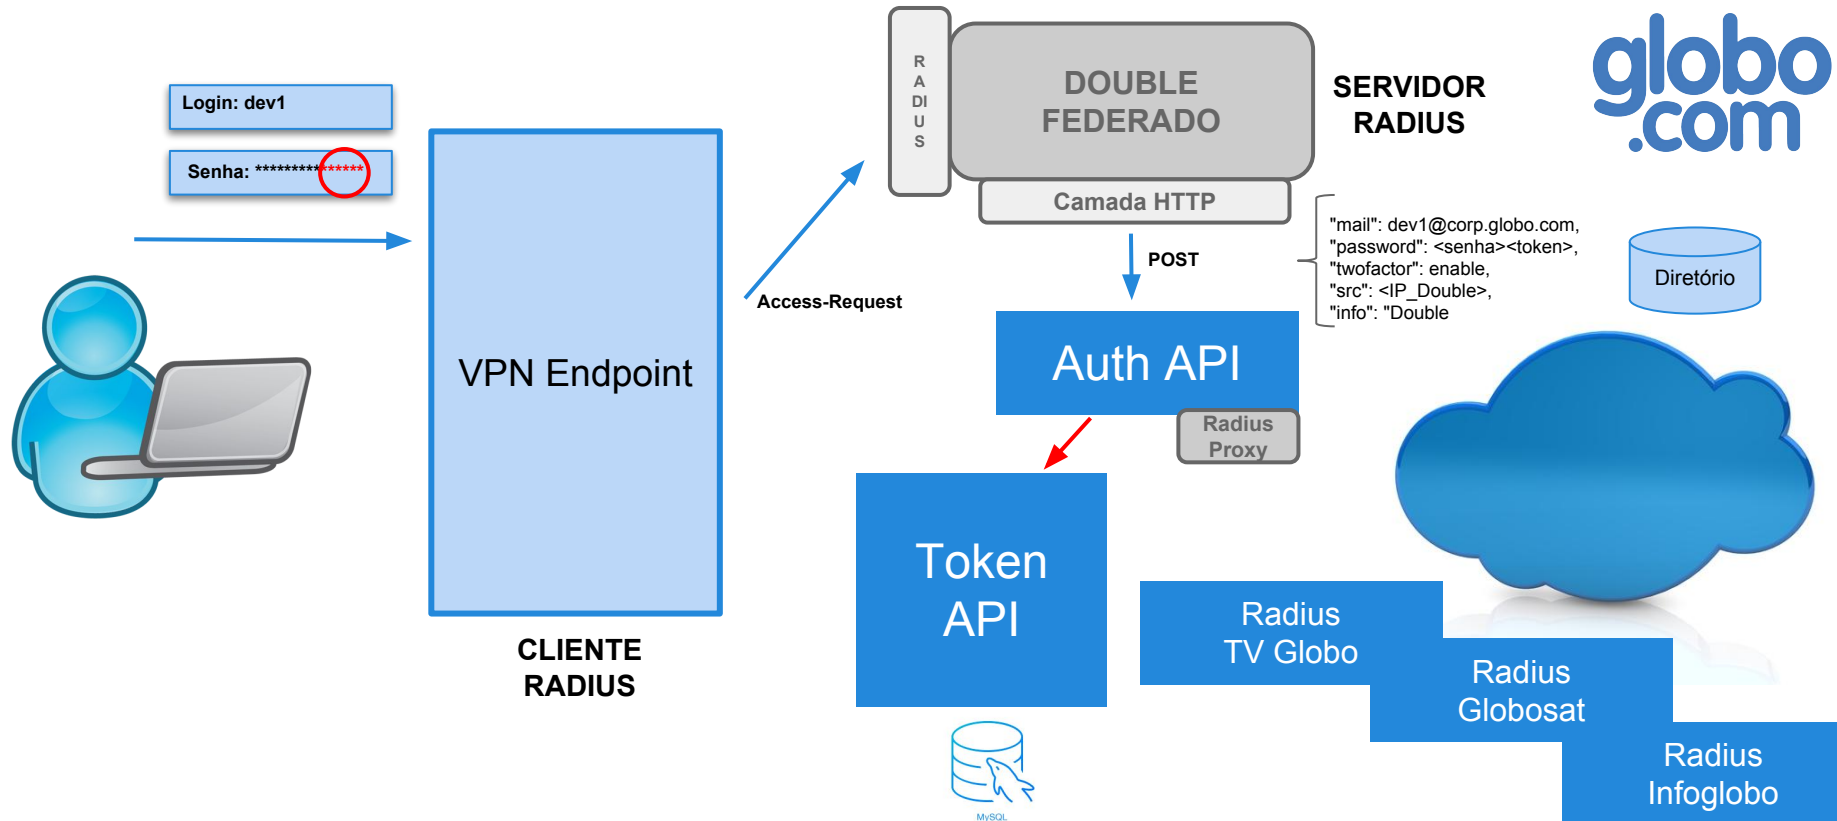 Login: dev1
Senha: ***************
VPN Endpoint
CLIENTE
RADIUS
Access-Request
R
A
DI
U
S
DOUBLE
FEDERADO
Camada HTTP
SERVIDOR
RADIUS
globo
.com
POST
"mail": dev1@corp.globo.com,
"password": <senha><token>,
"twofactor": enable,
"src": <IP_Double>,
"info": "Double
Diretório
Auth API
Radius
Proxy
Token
API
MySQL
Radius
TV Globo
Radius
Globosat
Radius
Infoglobo